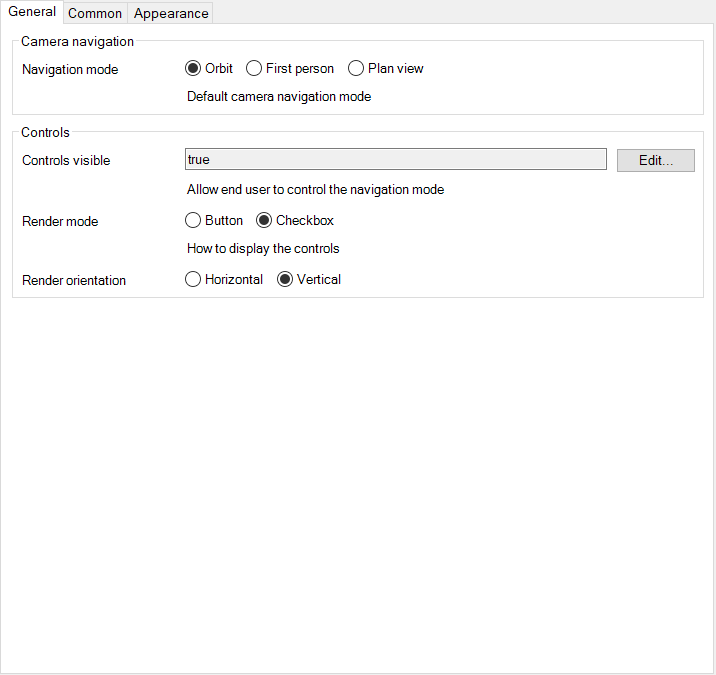 General Common Appearance
Camera navigation
Navigation mode Orbit First person Plan view
Default camera navigation mode
Controls
Controls visible true Edit...
Allow end user to control the navigation mode
Render mode Button Checkbox
How to display the controls
Render orientation Horizontal Vertical